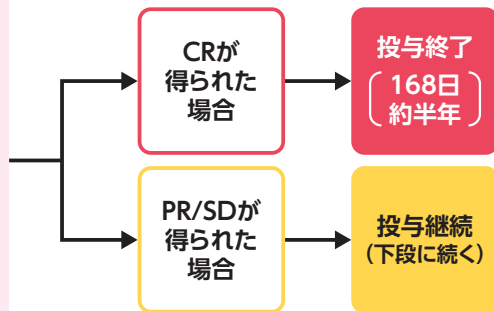 CRが
得られた
場合
投与終了
168日
約半年
PR/SDが
得られた
場合
投与継続
(下段に続く)